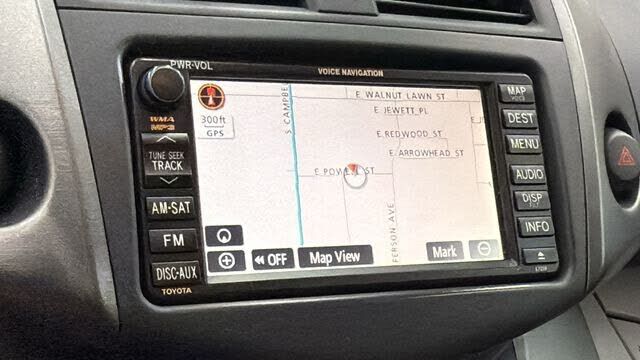 PWR-VOL
VOICE NAVIGATION
WMA
MP3
TUNE SEEK
TRACK
AM-SAT
FM
DISC-AUX
TOYOTA
300ft
GPS
S CAMPBE
E WALNUT LAWN ST
E JEWETT PL
E REDWOOD ST
E ARROWHEAD ST
E POWELL ST
FERSON AVE
OFF
Map View
Mark
MAP
VOICE
DEST
MENU
AUDIO
DISP
INFO